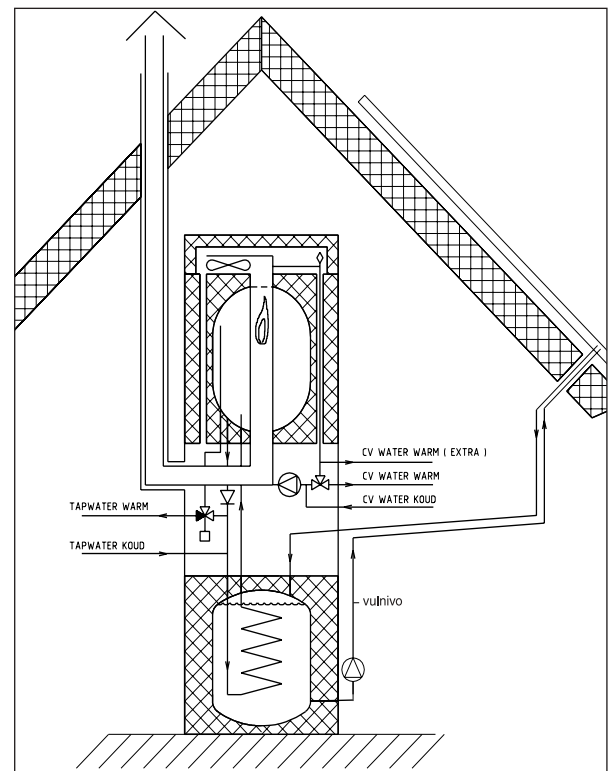 CV WATER WARM ( EXTRA )
CV WATER WARM
CV WATER KOUD
TAPWATER WARM
TAPWATER KOUD
vulnivo